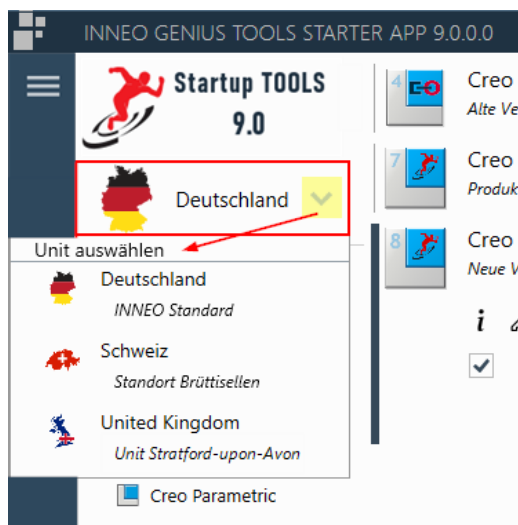 INNEO GENIUS TOOLS STARTER APP 9.0.0.0
Startup TOOLS
9.0
Deutschland
Unit auswählen
Deutschland
INNEO Standard
Schweiz
Standort Brüttisellen
United Kingdom
Unit Stratford-upon-Avon
Creo Parametric
4
Creo
Alte Ve
7
Creo
Produk
8
Creo
Neue V
i